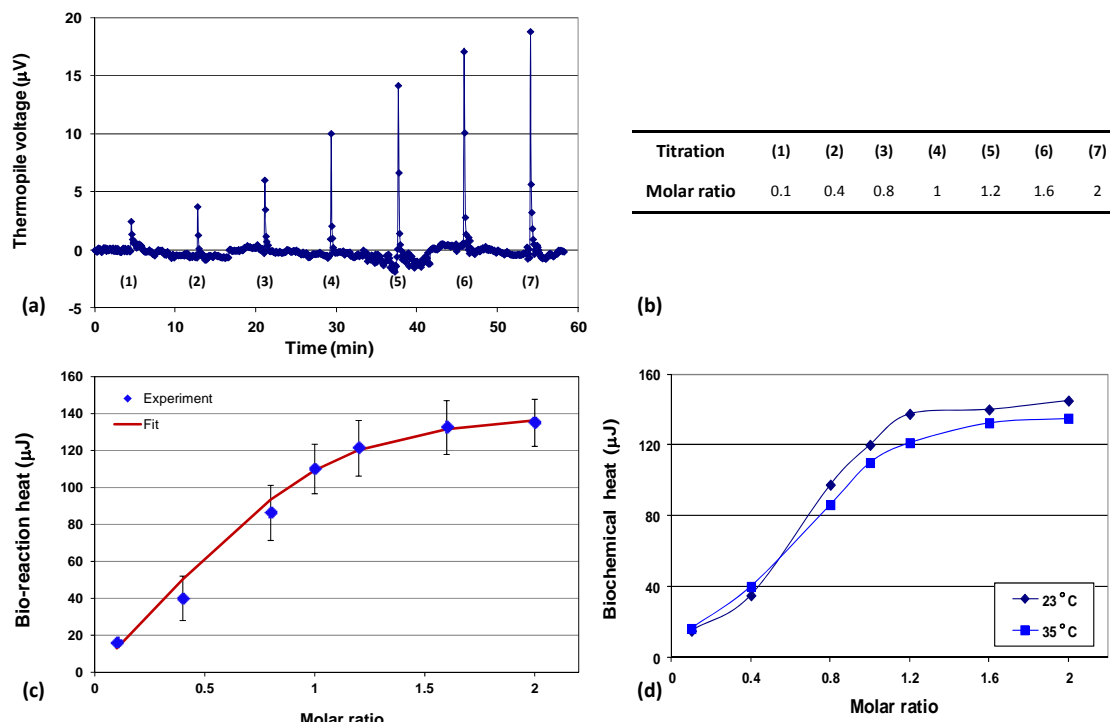 20
15
10
5
0
-5
Thermopile voltage (μV)
(1) (2) (3) (4) (5) (6) (7)
0 10 20 30 40 50 60
Time (min)
(a)
Titration (1) (2) (3) (4) (5) (6) (7)
Molar ratio 0.1 0.4 0.8 1 1.2 1.6 2
(b)
160
140
120
100
80
60
40
20
0
Bio-reaction heat (μJ)
Experiment
Fit
0 0.5 1 1.5 2
Molar ratio
(c)
160
120
80
40
0
Biochemical heat (μJ)
23°C
35°C
0 0.4 0.8 1.2 1.6 2
Molar ratio
(d)